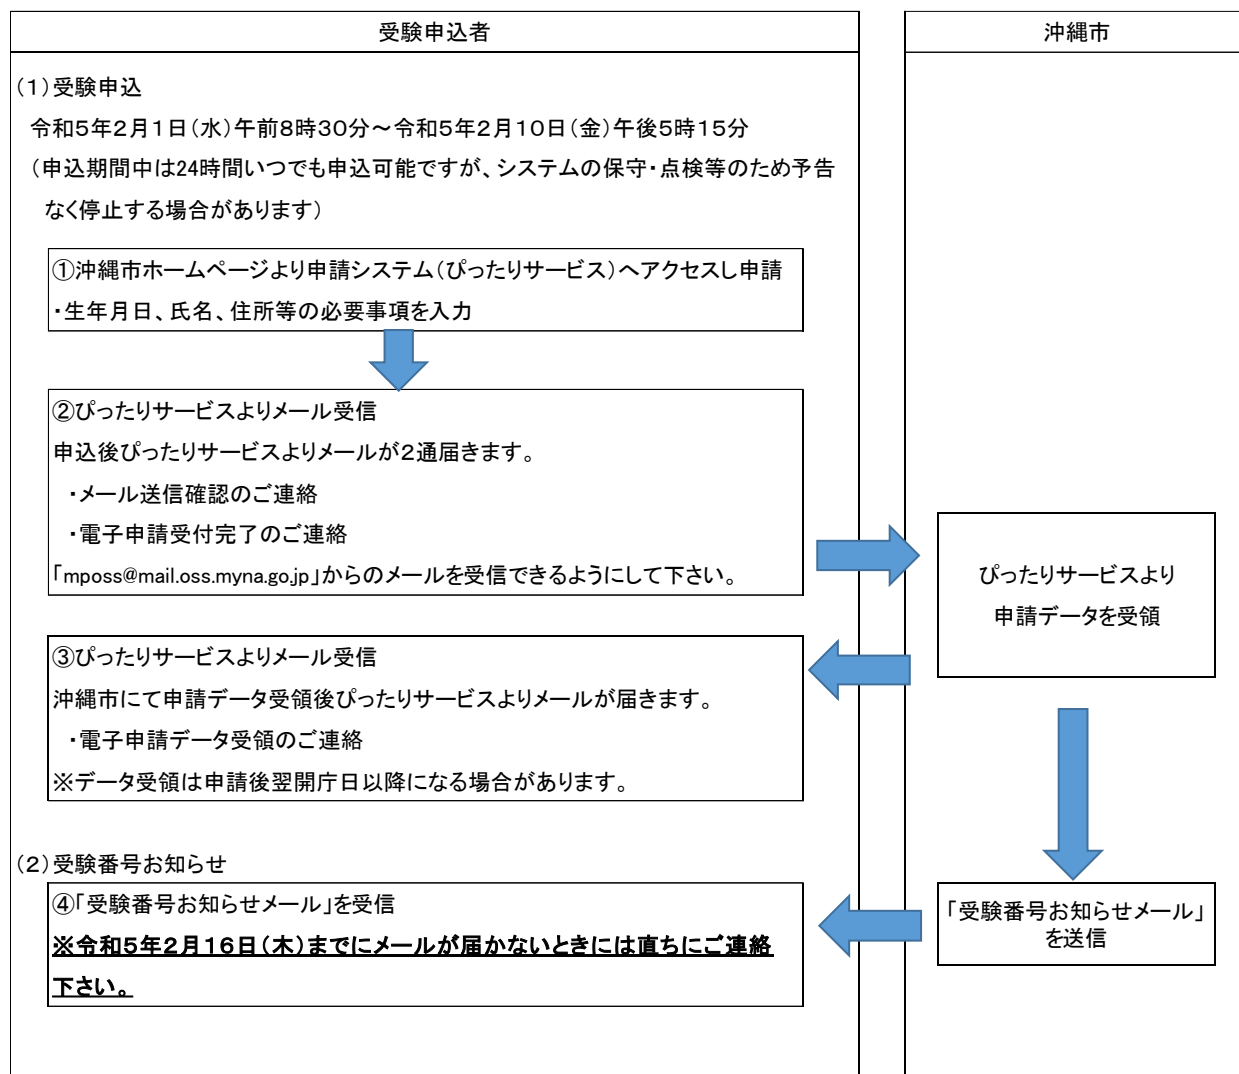 受験申込者
沖縄市
（1）受験申込
令和5年2月1日（水）午前8時30分～令和5年2月10日（金）午後5時15分
（申込期間中は24時間いつでも申込可能ですが、システムの保守・点検等のため予告
なく停止する場合があります）
①沖縄市ホームページより申請システム（ぴったりサービス）へアクセスし申請
・生年月日、氏名、住所等の必要事項を入力
②ぴったりサービスよりメール受信
申込後ぴったりサービスよりメールが2通届きます。
・メール送信確認のご連絡
・電子申請受付完了のご連絡
「mposs@mail.oss.myna.go.jp」からのメールを受信できるようにして下さい。
ぴったりサービスより
申請データを受領
③ぴったりサービスよりメール受信
沖縄市にて申請データ受領後ぴったりサービスよりメールが届きます。
・電子申請データ受領のご連絡
※データ受領は申請後翌開庁日以降になる場合があります。
（2）受験番号お知らせ
④「受験番号お知らせメール」を受信
※令和5年2月16日（木）までにメールが届かないときには直ちにご連絡
下さい。
「受験番号お知らせメール」
を送信